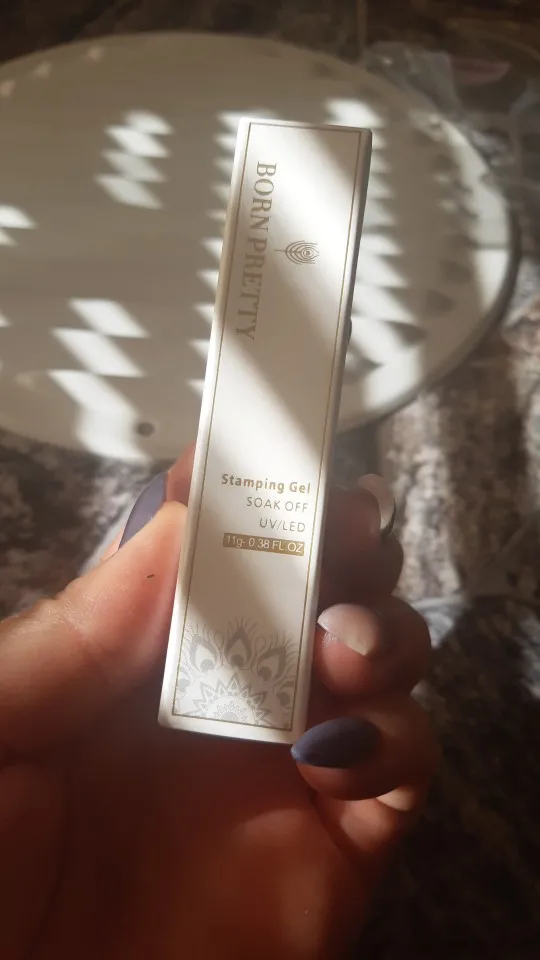 BORN PRETTY
Stamping Gel
SOAK OFF
UV/LED
11g- 0.38 FL.OZ